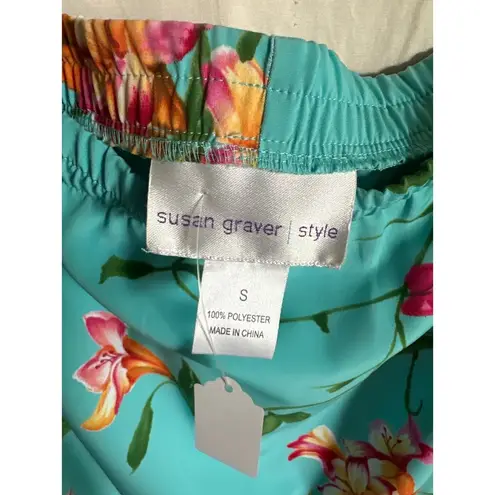 susan graver | style
S
100% POLYESTER
MADE IN CHINA